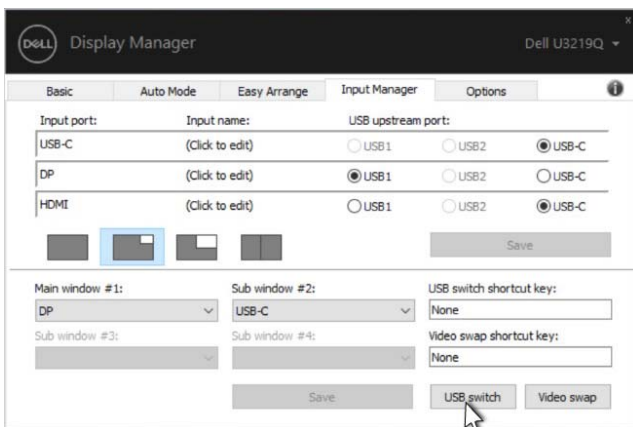 DELL Display Manager Dell U3219Q
Basic Auto Mode Easy Arrange Input Manager Options
Input port: Input name: USB upstream port:
USB-C (Click to edit) USB1 USB2 USB-C
DP (Click to edit) USB1 USB2 USB-C
HDMI (Click to edit) USB1 USB2 USB-C
Save
Main window #1: Sub window #2: USB switch shortcut key:
DP USB-C None
Sub window #3: Sub window #4: Video swap shortcut key:
None
Save USB switch Video swap